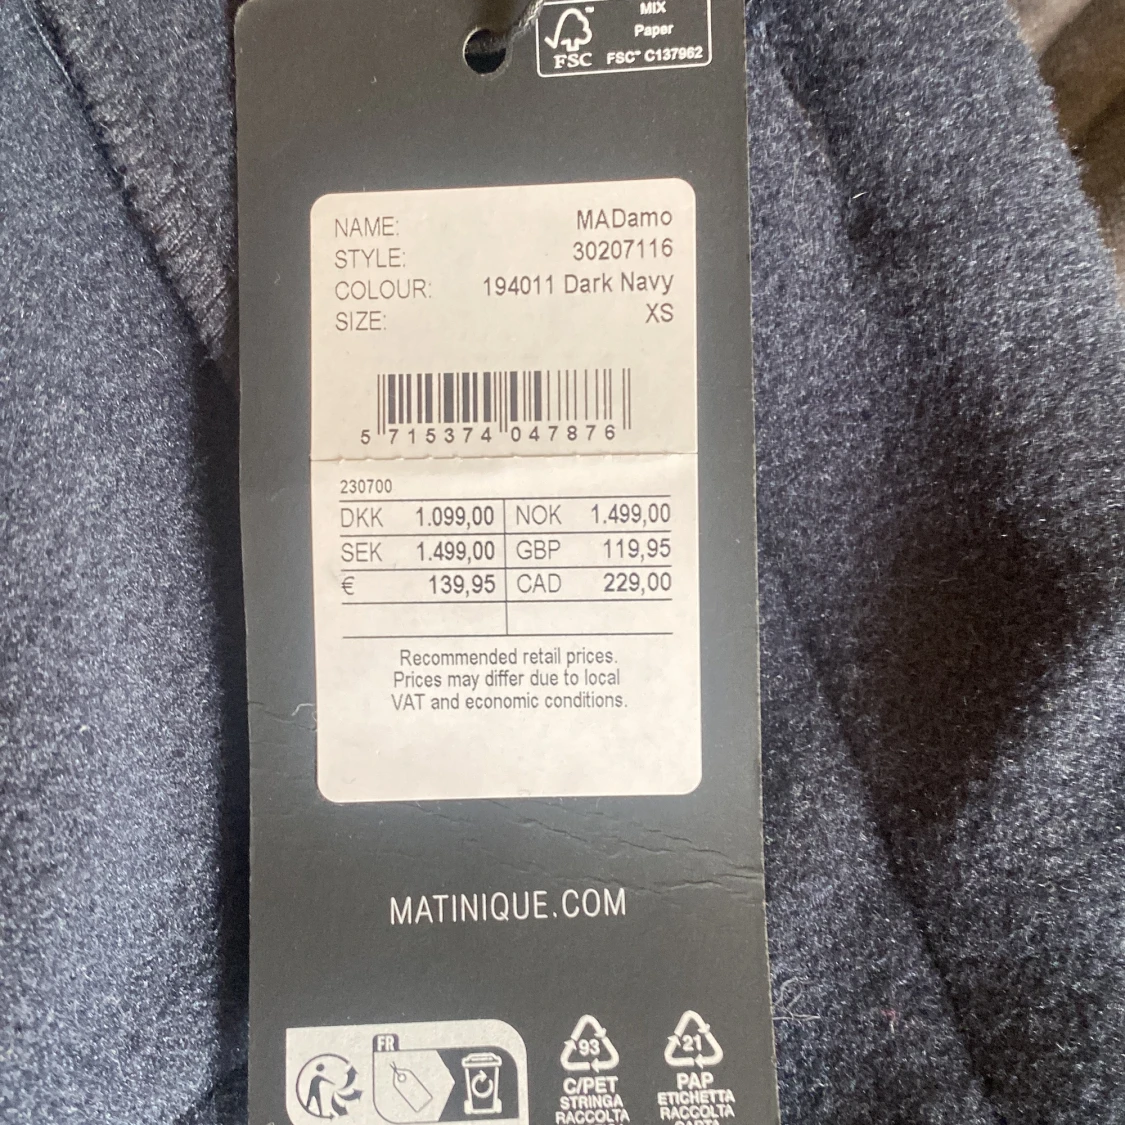 MIX
Paper
FSC FSC™ C137962
NAME: MADamo
STYLE: 30207116
COLOUR: 194011 Dark Navy
SIZE: XS
5 715374 047876
230700
DKK 1.099,00 NOK 1.499,00
SEK 1.499,00 GBP 119,95
€ 139,95 CAD 229,00
Recommended retail prices.
Prices may differ due to local
VAT and economic conditions.
MATINIQUE.COM
FR
93 21
C/PET PAP
STRINGA ETICHETTA
RACCOLTA RACCOLTA